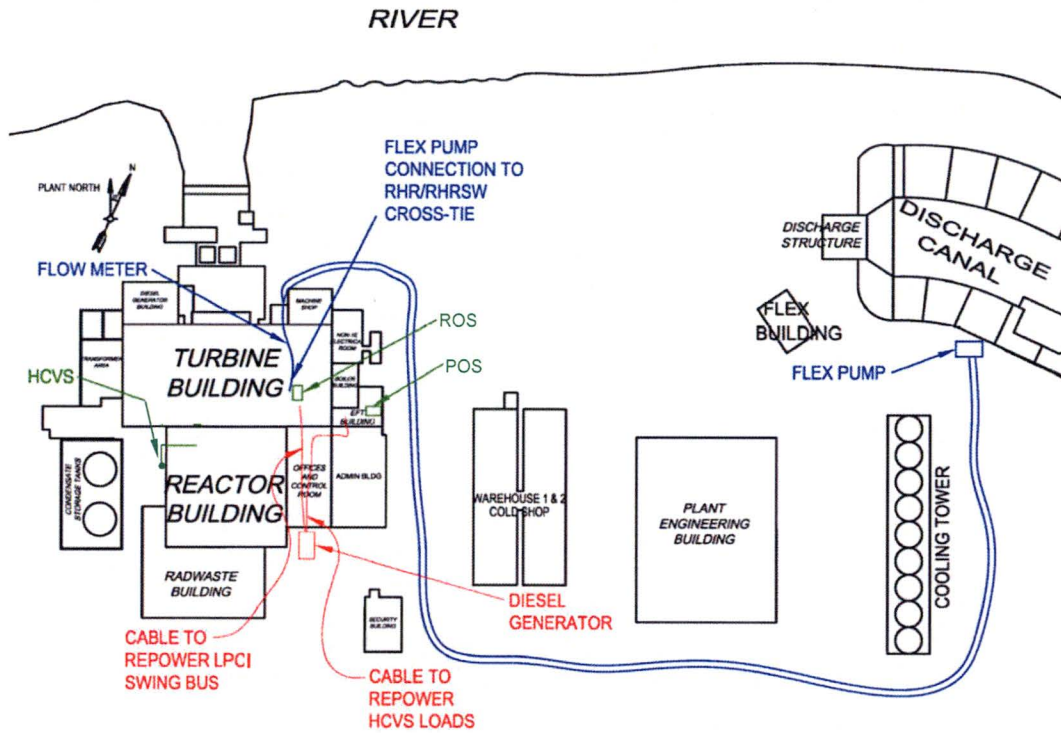 RIVER
N
PLANT NORTH
FLEX PUMP
CONNECTION TO
RHR/RHRSW
CROSS-TIE
FLOW METER
DISCHARGE
STRUCTURE
DISCHARGE
CANAL
FLEX
BUILDING
FLEX PUMP
DIESEL
GENERATOR
BUILDING
MACHINE
SHOP
NON-1E
ELECTRICAL
ROOM
ROS
POS
TRANSFORMER
AREA
TURBINE
BUILDING
BOILER
BUILDING
EFT
BUILDING
HCVS
CONDENSATE
STORAGE TANKS
REACTOR
BUILDING
OFFICES
AND
CONTROL
ROOM
ADMIN BLDG
WAREHOUSE 1 & 2
COLD SHOP
PLANT
ENGINEERING
BUILDING
COOLING TOWER
RADWASTE
BUILDING
SECURITY
BUILDING
DIESEL
GENERATOR
CABLE TO
REPOWER LPCI
SWING BUS
CABLE TO
REPOWER
HCVS LOADS